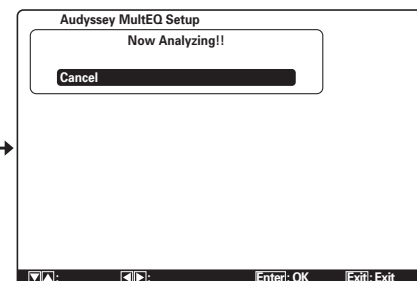 Audyssey MultEQ Setup
Now Analyzing!!
Cancel
▼▲: ◀▶: Enter: OK Exit: Exit